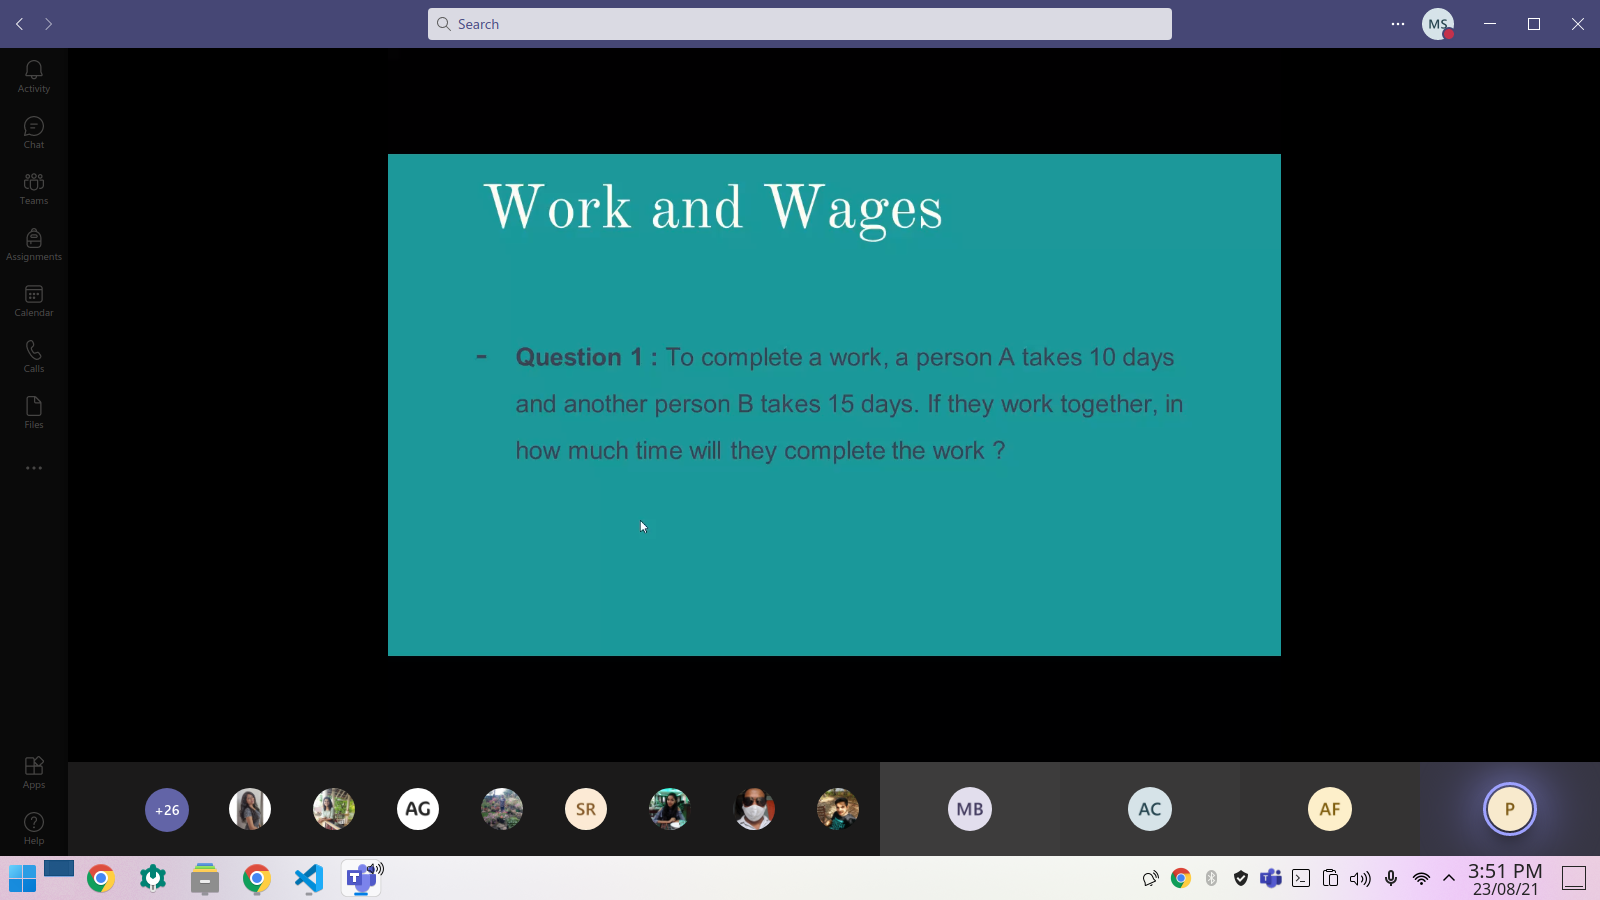 Search
MS
Activity
Chat
Teams
Assignments
Calendar
Calls
Files
Apps
Help
Work and Wages
- Question 1 : To complete a work, a person A takes 10 days
and another person B takes 15 days. If they work together, in
how much time will they complete the work ?
+26
AG
SR
MB
AC
AF
P
3:51 PM
23/08/21